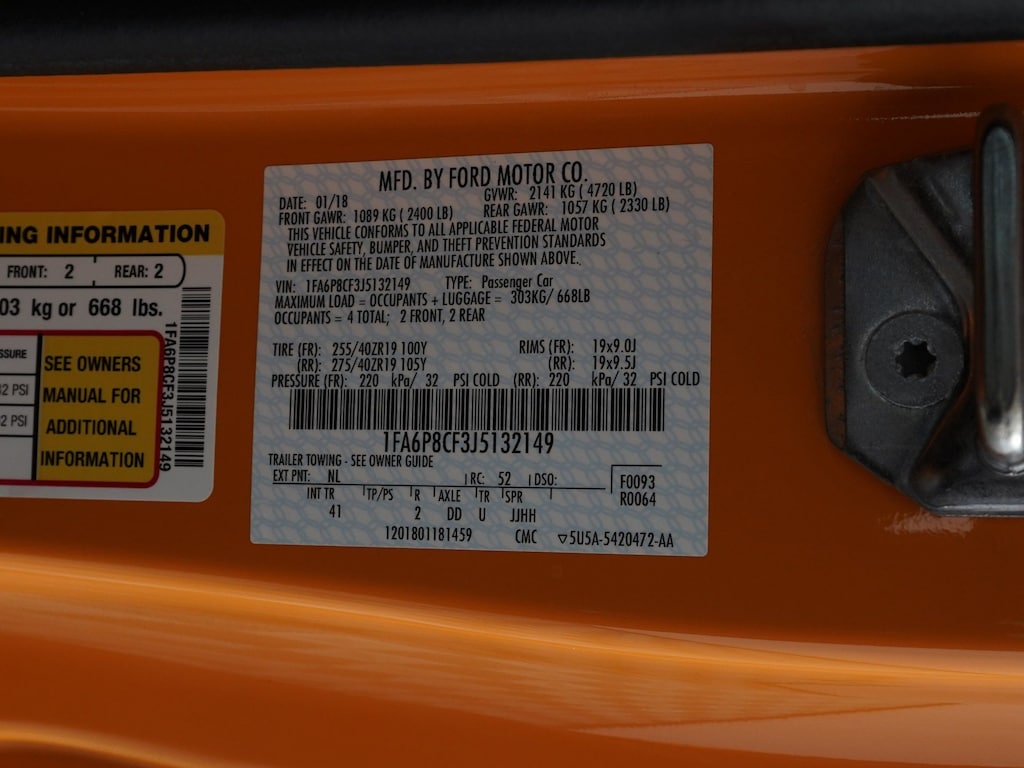 MFD. BY FORD MOTOR CO.
DATE: 01/18 GVWR: 2141 KG ( 4720 LB)
FRONT GAWR: 1089 KG ( 2400 LB) REAR GAWR: 1057 KG ( 2330 LB)
THIS VEHICLE CONFORMS TO ALL APPLICABLE FEDERAL MOTOR
VEHICLE SAFETY, BUMPER, AND THEFT PREVENTION STANDARDS
IN EFFECT ON THE DATE OF MANUFACTURE SHOWN ABOVE.
VIN: 1FA6P8CF3J5132149 TYPE: Passenger Car
MAXIMUM LOAD = OCCUPANTS + LUGGAGE = 303KG/ 668LB
OCCUPANTS = 4 TOTAL; 2 FRONT, 2 REAR
TIRE (FR): 255/40ZR19 100Y RIMS (FR): 19x9.0J
(RR): 275/40ZR19 105Y (RR): 19x9.5J
PRESSURE (FR): 220 kPa/ 32 PSI COLD (RR): 220 kPa/ 32 PSI COLD
1FA6P8CF3J5132149
TRAILER TOWING - SEE OWNER GUIDE
EXT PNT: NL RC: 52 DSO: F0093
R0064
INT TR TP/PS R AXLE TR SPR
41 2 DD U JJHH
1201801181459 CMC ▽5U5A-5420472-AA
ING INFORMATION
FRONT: 2 REAR: 2
03 kg or 668 lbs.
SSURE
32 PSI
32 PSI
SEE OWNERS
MANUAL FOR
ADDITIONAL
INFORMATION
1FA6P8CF3J5132149